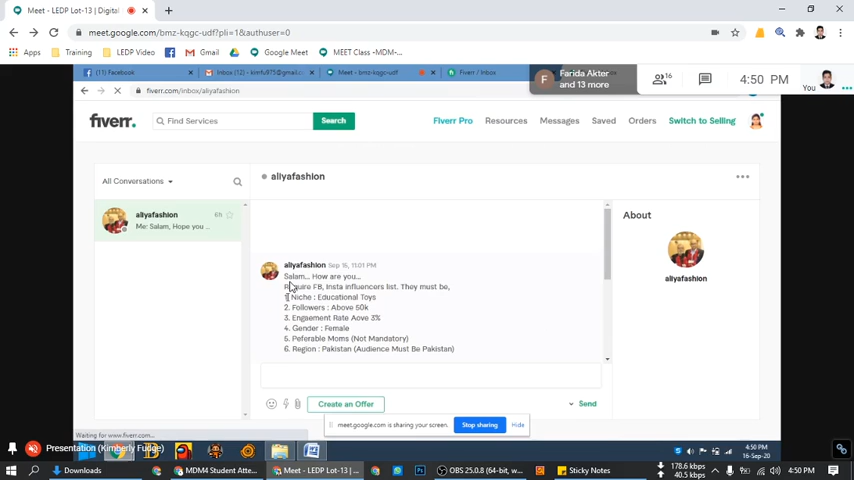 Meet - LEDP Lot-13 | Digital
meet.google.com/bmz-kqgc-udf?pli=1&authuser=0
Apps
Training
LEDP Video
Gmail
Google Meet
MEET Class -MDM-...
(11) Facebook
Inbox (12) - kimfu875@gmail.c
Meet - bmz-kqgc-udf
Fiverr / Inbox
Farida Akter
and 13 more
16
4:50 PM
You
fiverr.com/inbox/aliyafashion
fiverr.
Find Services
Search
Fiverr Pro
Resources
Messages
Saved
Orders
Switch to Selling
All Conversations
aliyafashion
aliyafashion
6h
Me: Salam, Hope you ...
About
aliyafashion
aliyafashion Sep 15, 11:01 PM
Salam... How are you...
Require FB, Insta influencers list. They must be,
1. Niche : Educational Toys
2. Followers : Above 50k
3. Engaement Rate Aove 3%
4. Gender : Female
5. Peferable Moms (Not Mandatory)
6. Region : Pakistan (Audience Must Be Pakistan)
Create an Offer
Send
meet.google.com is sharing your screen.
Stop sharing
Hide
Waiting for www.fiverr.com...
Presentation (Kimberly Fudge)
4:50 PM
16-Sep-20
Downloads
MDM4 Student Atte...
Meet - LEDP Lot-13 |...
OBS 25.0.8 (64-bit, w...
Sticky Notes
178.6 kbps
40.5 kbps
4:50 PM